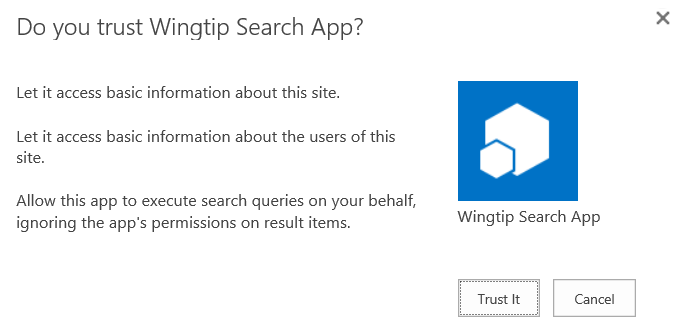 Do you trust Wingtip Search App?
Let it access basic information about this site.
Let it access basic information about the users of this
site.
Allow this app to execute search queries on your behalf,
ignoring the app's permissions on result items.
Wingtip Search App
Trust It
Cancel